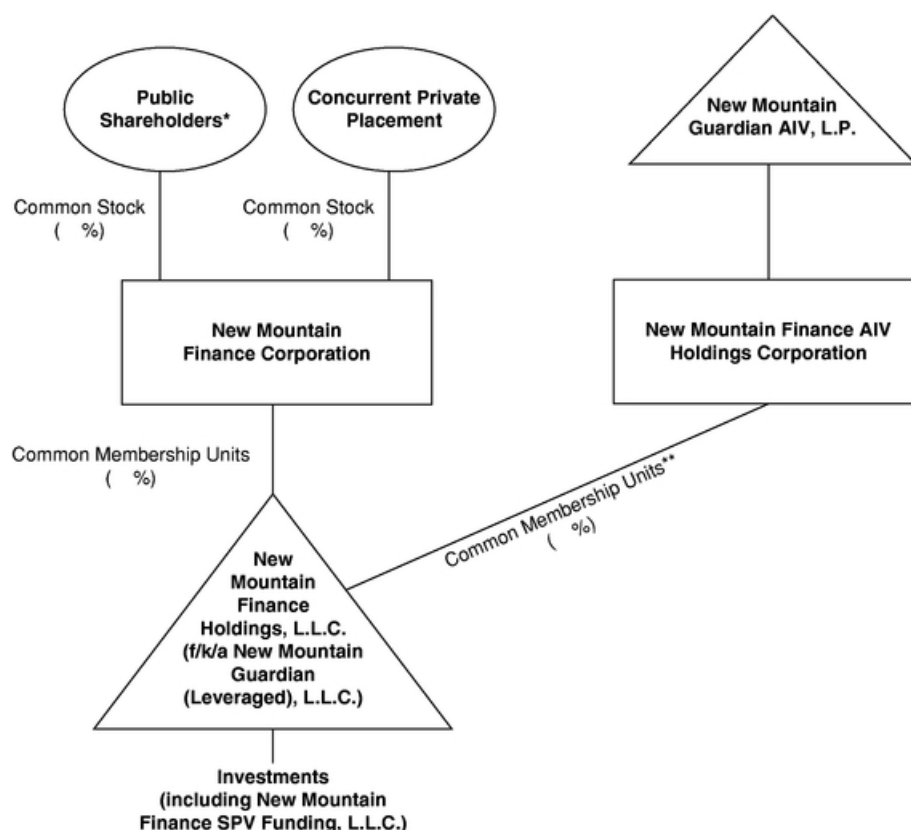 Public
Shareholders*
Concurrent Private
Placement
New Mountain
Guardian AIV, L.P.
Common Stock
(   %)
Common Stock
(   %)
New Mountain
Finance Corporation
New Mountain Finance AIV
Holdings Corporation
Common Membership Units
(   %)
Common Membership Units**
(   %)
New
Mountain
Finance
Holdings, L.L.C.
(f/k/a New Mountain
Guardian
(Leveraged), L.L.C.)
Investments
(including New Mountain
Finance SPV Funding, L.L.C.)